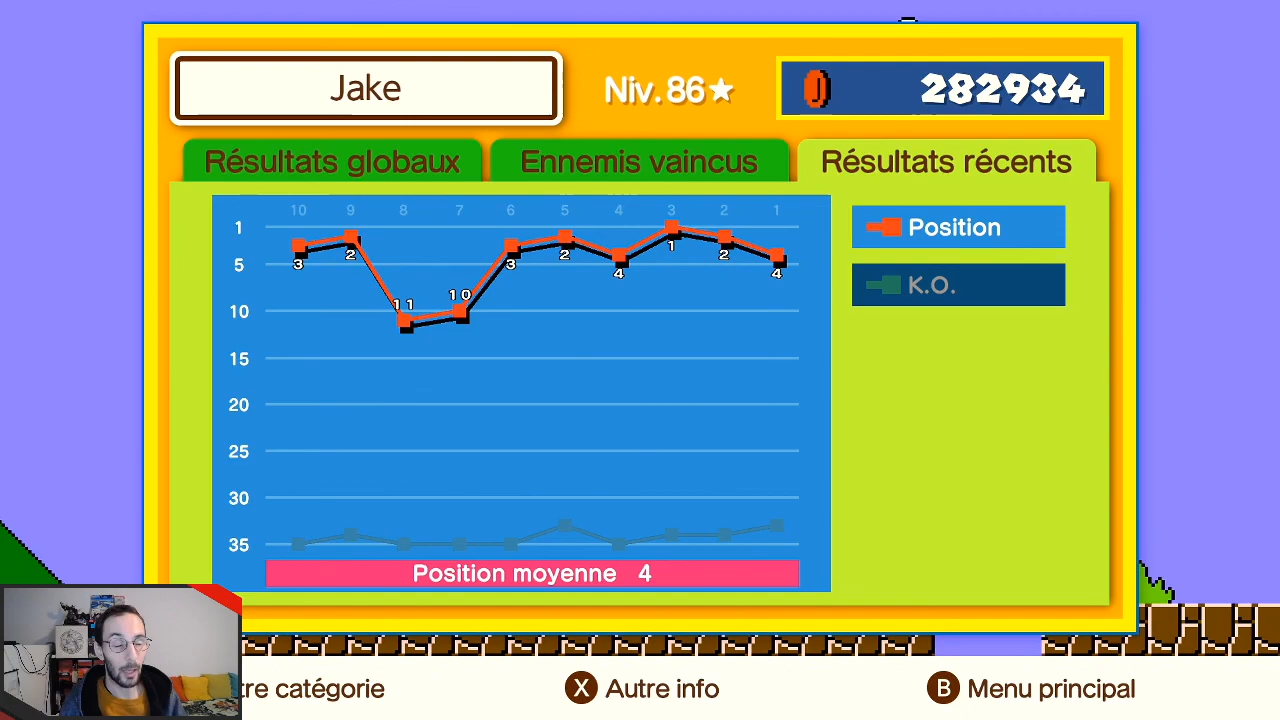 Jake
Niv. 86★
282934
Résultats globaux
Ennemis vaincus
Résultats récents
10 9 8 7 6 5 4 3 2 1
1
5
10
15
20
25
30
35
3 2 11 10 3 2 4 1 2 4
Position
K.O.
Position moyenne 4
tre catégorie
X Autre info
B Menu principal